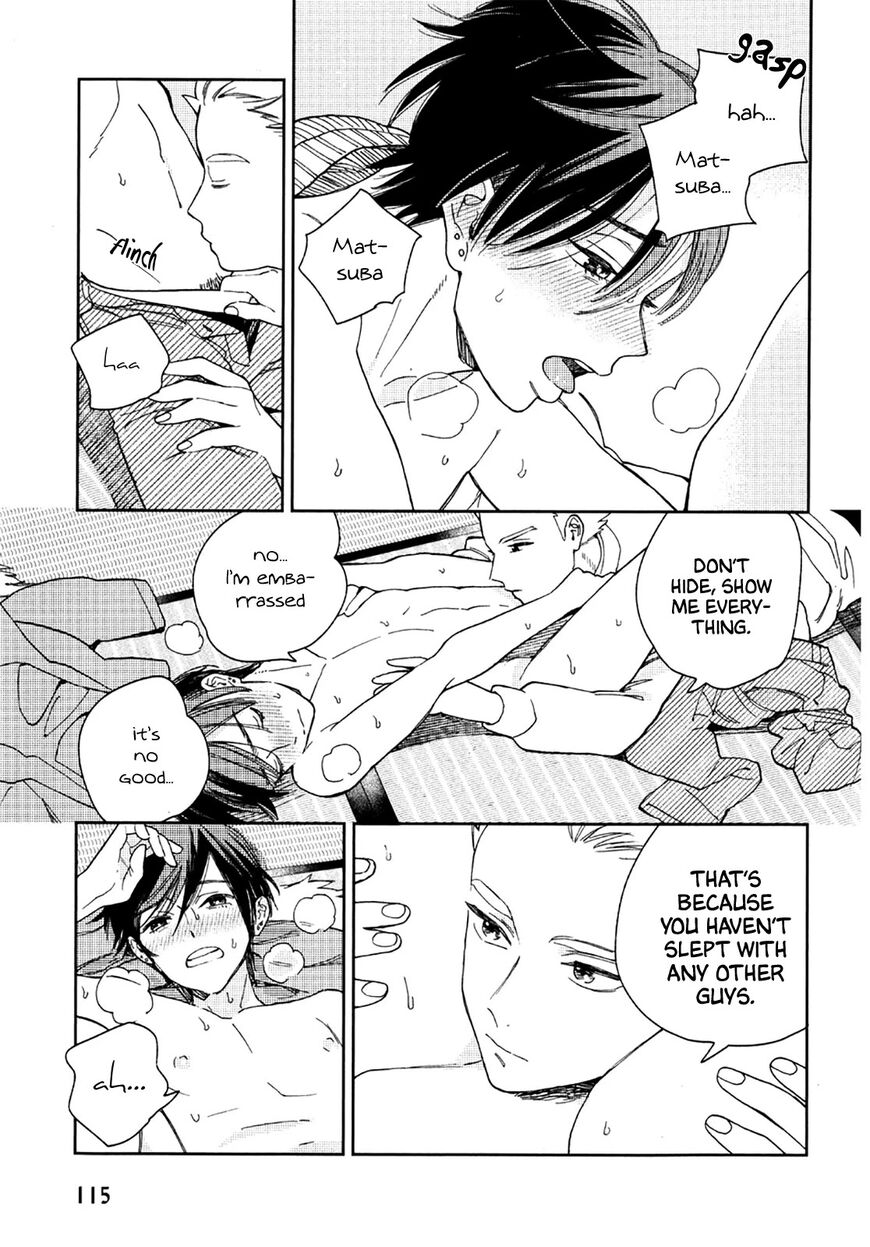 gasp
hah...
Mat-
suba...
Mat-
suba
flinch
haa
DON'T
HIDE, SHOW
ME EVERY-
THING.
no...
I'm emba-
rrassed
it's
no
good...
THAT'S
BECAUSE
YOU HAVEN'T
SLEPT WITH
ANY OTHER
GUYS.
ah...
115